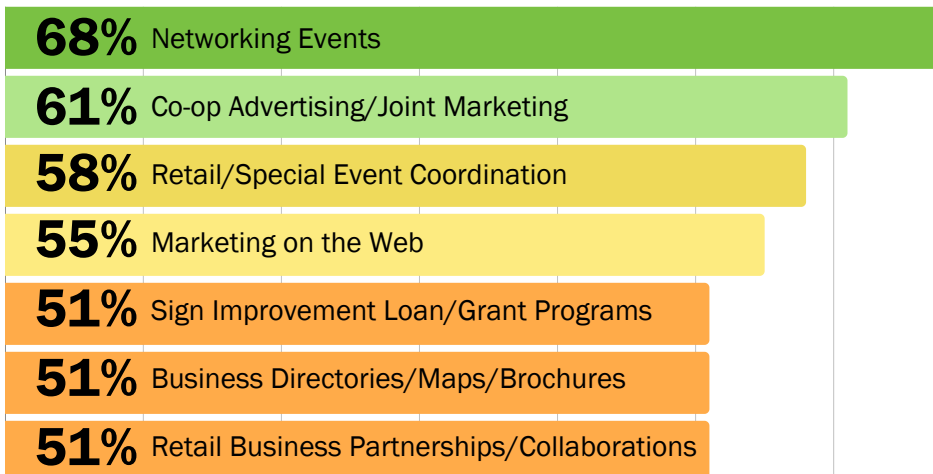 68% Networking Events
61% Co-op Advertising/Joint Marketing
58% Retail/Special Event Coordination
55% Marketing on the Web
51% Sign Improvement Loan/Grant Programs
51% Business Directories/Maps/Brochures
51% Retail Business Partnerships/Collaborations